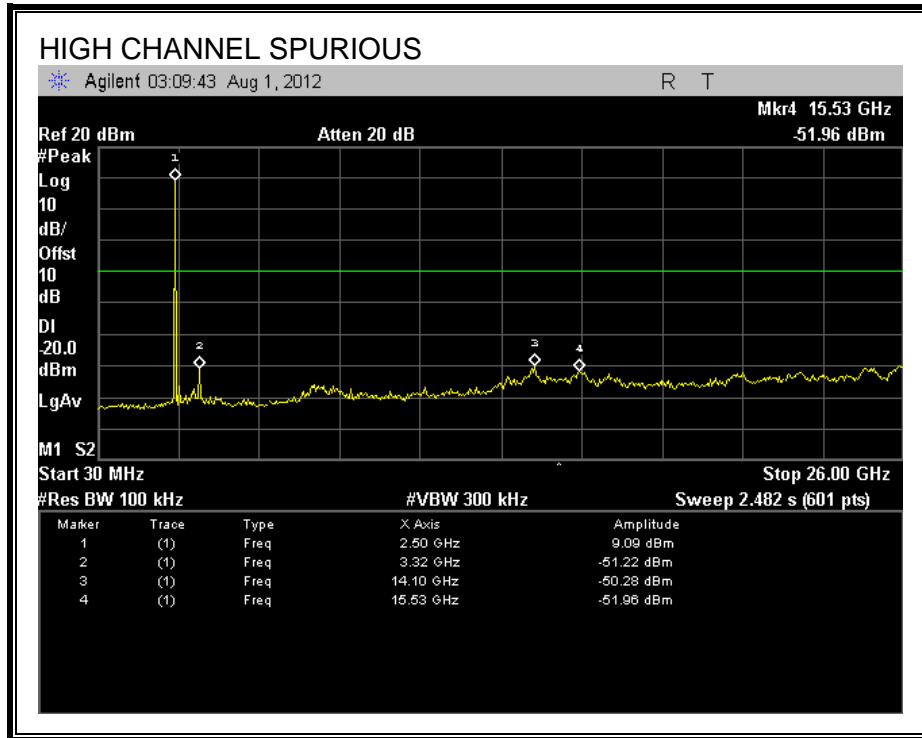 HIGH CHANNEL SPURIOUS
Agilent 03:09:43 Aug 1, 2012 R T
Mkr4 15.53 GHz
Ref 20 dBm Atten 20 dB -51.96 dBm
#Peak
Log
10
dB/
Offst
10
dB
DI
-20.0
dBm
LgAv
M1 S2
1
2
3
4
Start 30 MHz Stop 26.00 GHz
#Res BW 100 kHz #VBW 300 kHz Sweep 2.482 s (601 pts)
Marker Trace Type X Axis Amplitude
1 (1) Freq 2.50 GHz 9.09 dBm
2 (1) Freq 3.32 GHz -51.22 dBm
3 (1) Freq 14.10 GHz -50.28 dBm
4 (1) Freq 15.53 GHz -51.96 dBm